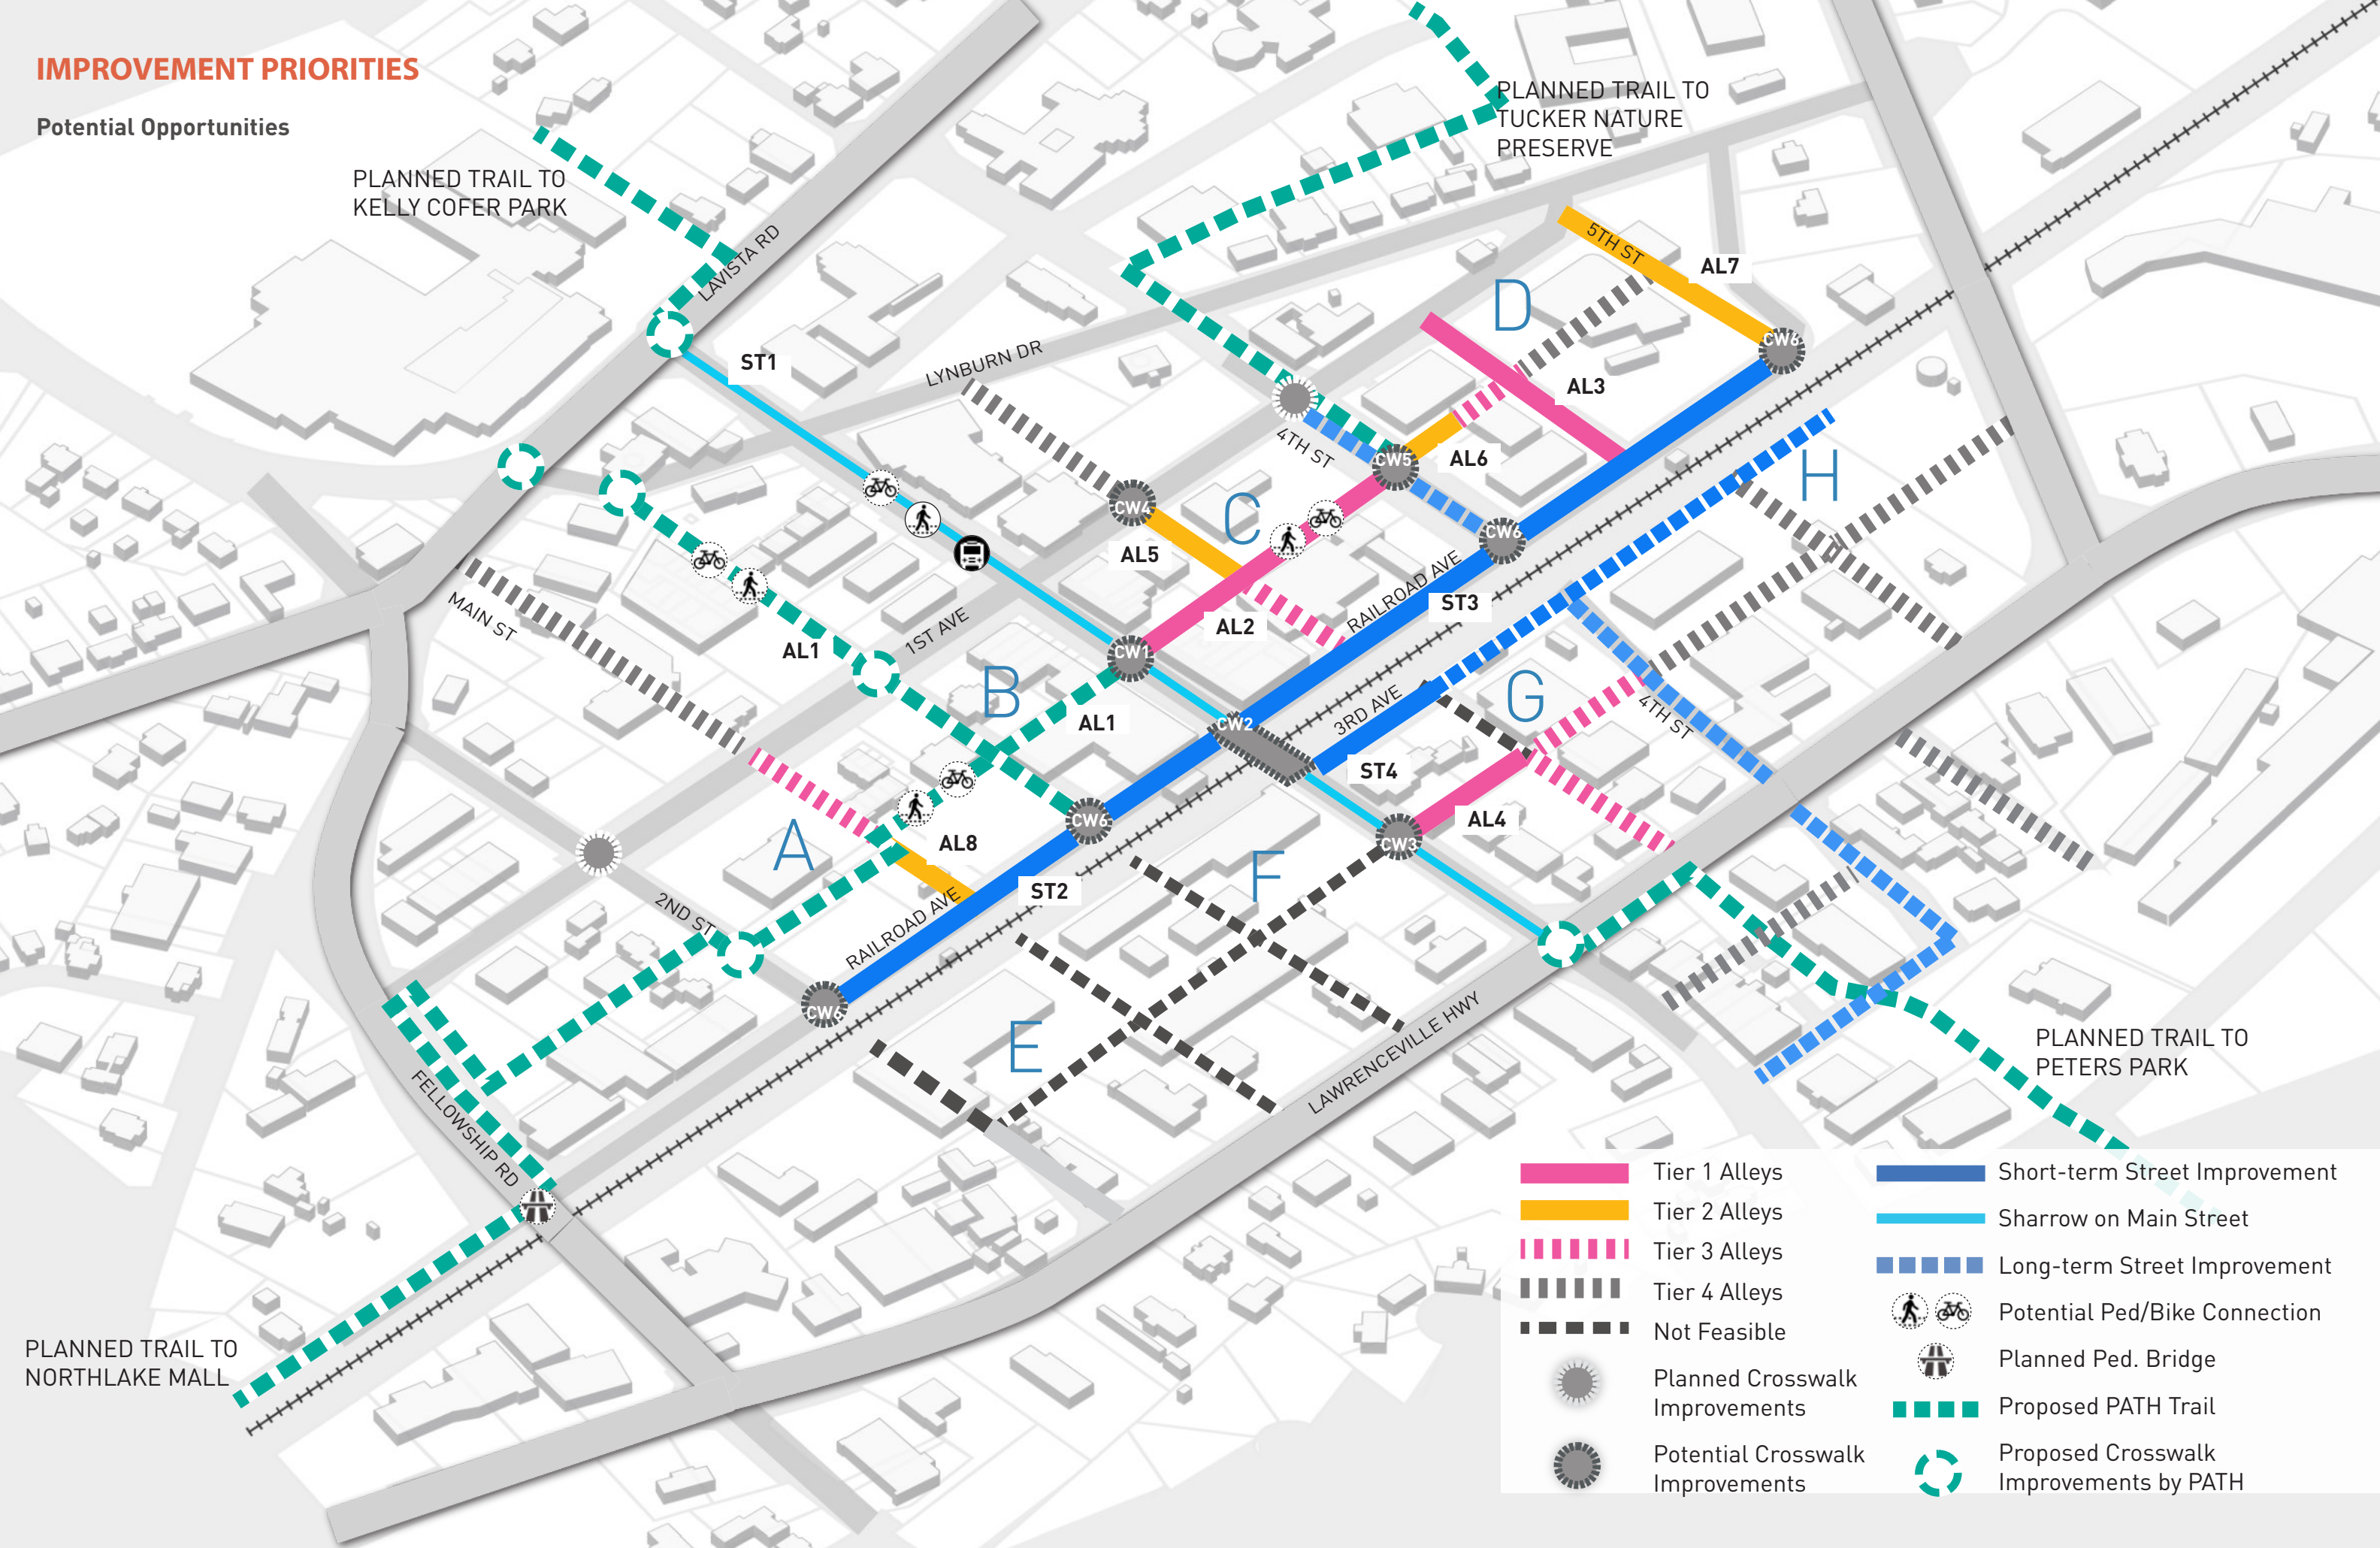 IMPROVEMENT PRIORITIES
Potential Opportunities
PLANNED TRAIL TO
KELLY COFER PARK
PLANNED TRAIL TO
TUCKER NATURE
PRESERVE
LAVISTA RD
5TH ST
AL7
D
CW6
ST1
LYNBURN DR
AL3
4TH ST
CW5
AL6
H
CW4
C
AL5
CW6
MAIN ST
1ST AVE
AL1
AL2
RAILROAD AVE
ST3
CW1
B
AL1
CW2
3RD AVE
G
4TH ST
ST4
CW6
A
AL8
AL4
CW3
F
ST2
2ND ST
RAILROAD AVE
CW6
E
LAWRENCEVILLE HWY
FELLOWSHIP RD
PLANNED TRAIL TO
PETERS PARK
PLANNED TRAIL TO
NORTHLAKE MALL
Tier 1 Alleys
Tier 2 Alleys
Tier 3 Alleys
Tier 4 Alleys
Not Feasible
Planned Crosswalk
Improvements
Potential Crosswalk
Improvements
Short-term Street Improvement
Sharrow on Main Street
Long-term Street Improvement
Potential Ped/Bike Connection
Planned Ped. Bridge
Proposed PATH Trail
Proposed Crosswalk
Improvements by PATH